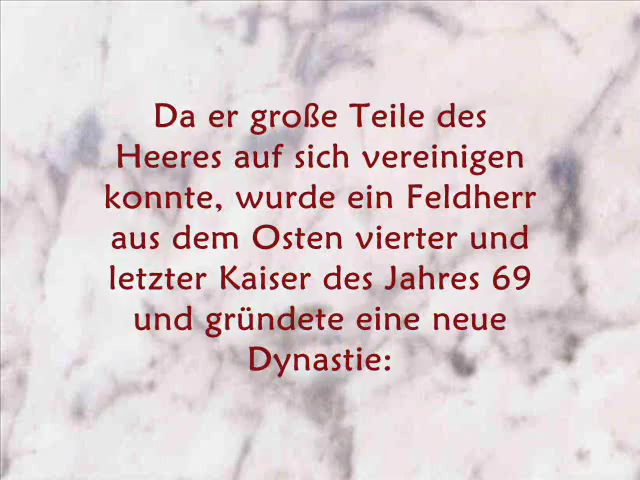 Da er große Teile des
Heeres auf sich vereinigen
konnte, wurde ein Feldherr
aus dem Osten vierter und
letzter Kaiser des Jahres 69
und gründete eine neue
Dynastie: